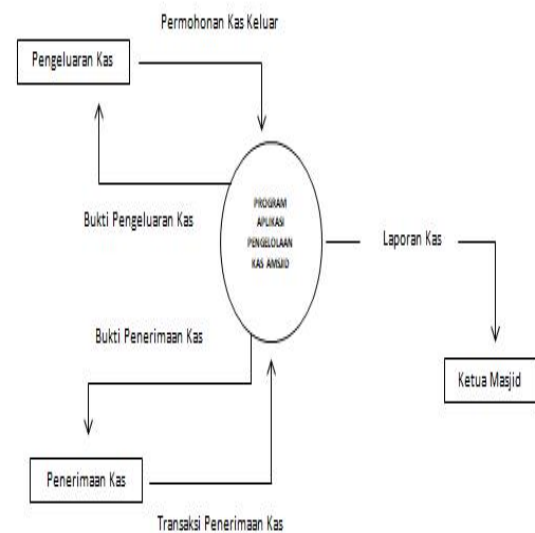 Permohonan Kas Keluar
Pengeluaran Kas
Bukti Pengeluaran Kas
PROGRAM
APLIKASI
PENGELOLAAN
KAS AMSJID
Laporan Kas
Bukti Penerimaan Kas
Ketua Masjid
Penerimaan Kas
Transaksi Penerimaan Kas